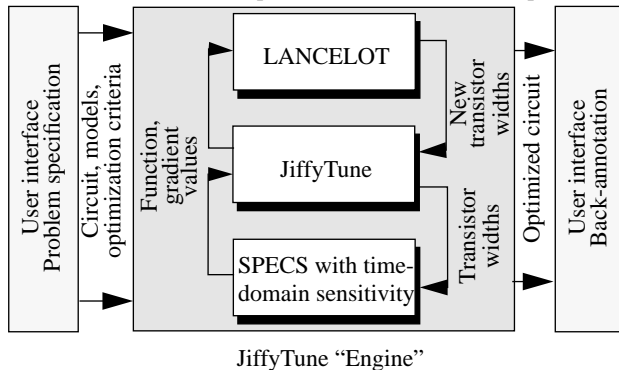 User interface
Problem specification
Circuit, models,
optimization criteria
LANCELOT
Function,
gradient
values
New
transistor
widths
JiffyTune
Transistor
widths
SPECS with time-
domain sensitivity
Optimized circuit
User interface
Back-annotation
JiffyTune “Engine”